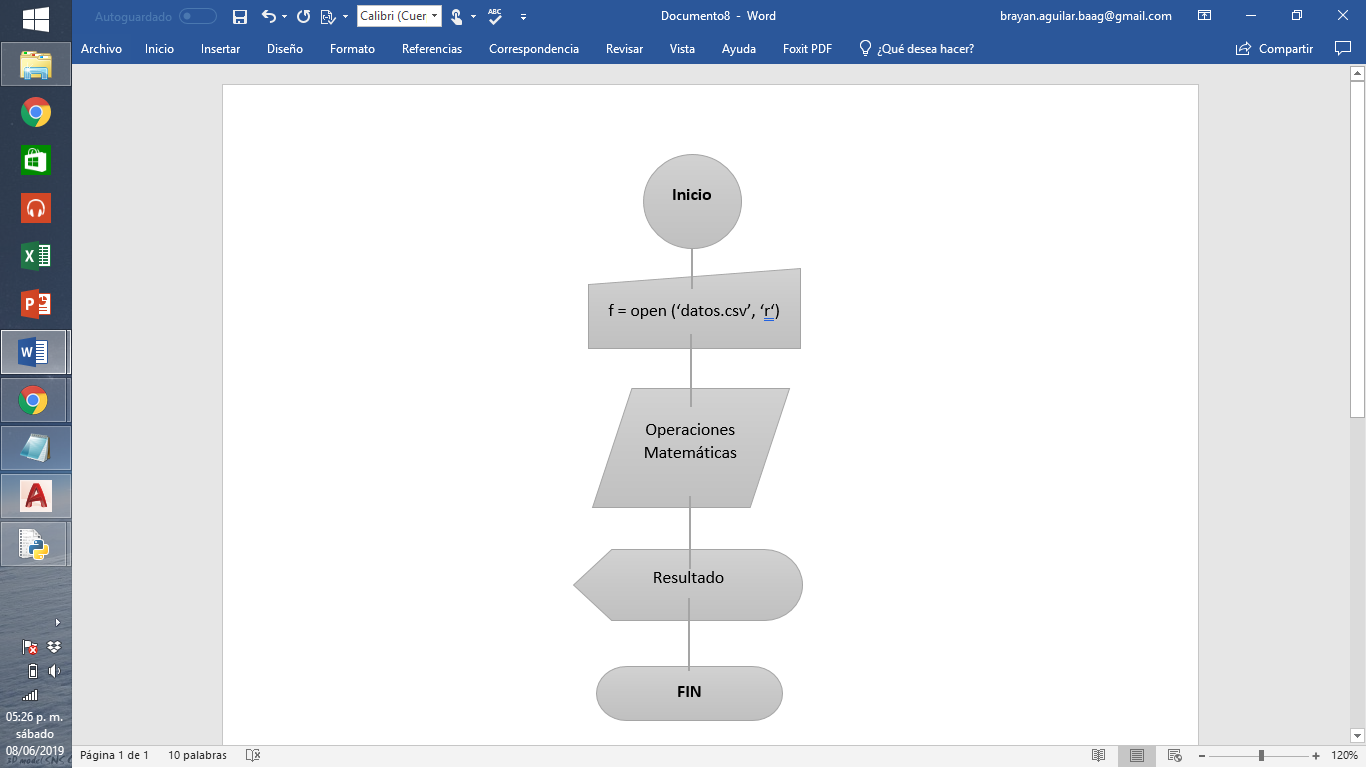 Autoguardado
Calibri (Cuer
ABC
Documento8 - Word
brayan.aguilar.baag@gmail.com
Archivo Inicio Insertar Diseño Formato Referencias Correspondencia Revisar Vista Ayuda Foxit PDF ¿Qué desea hacer? Compartir
Inicio
f = open (‘datos.csv’, ‘r‘)
Operaciones
Matemáticas
Resultado
FIN
05:26 p. m.
sábado
08/06/2019
Página 1 de 1 10 palabras 120%